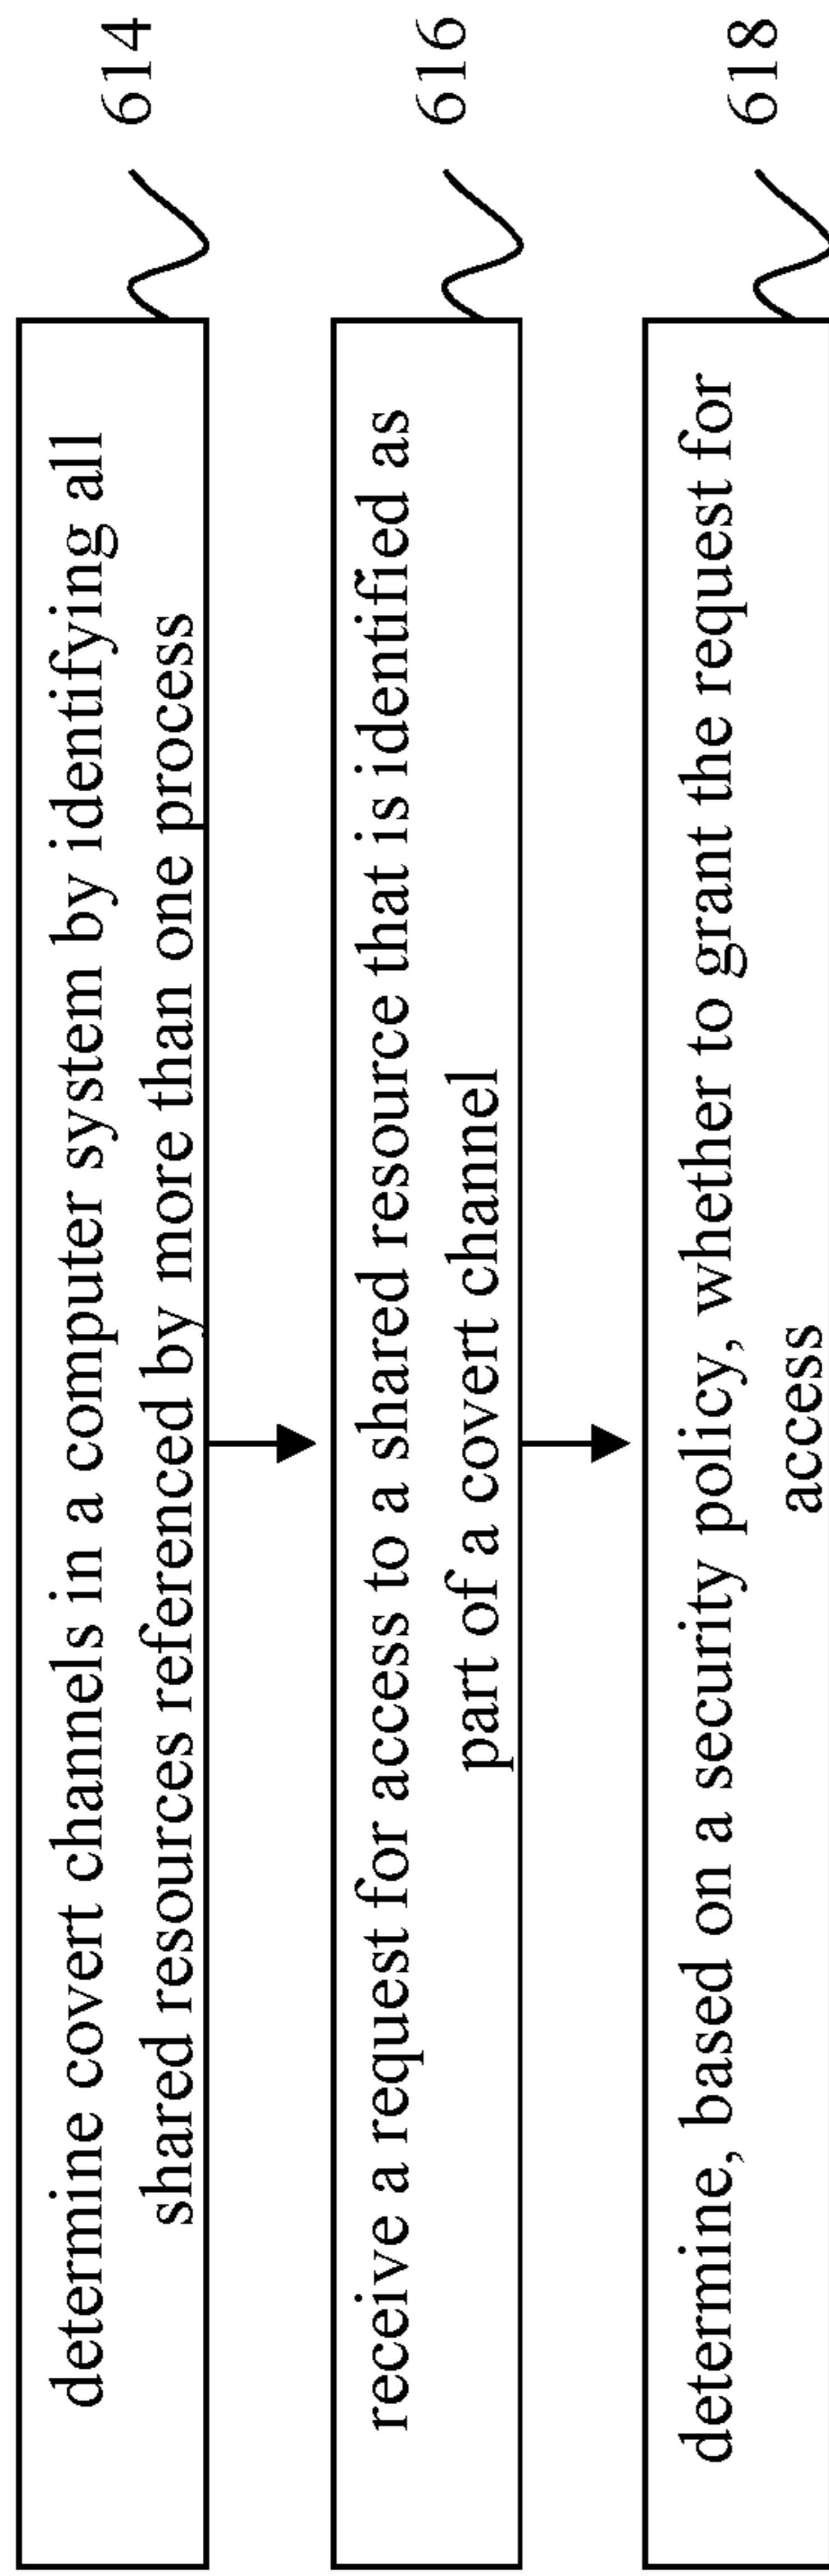 determine covert channels in a computer system by identifying all
shared resources referenced by more than one process
614
receive a request for access to a shared resource that is identified as
part of a covert channel
616
determine, based on a security policy, whether to grant the request for
access
618